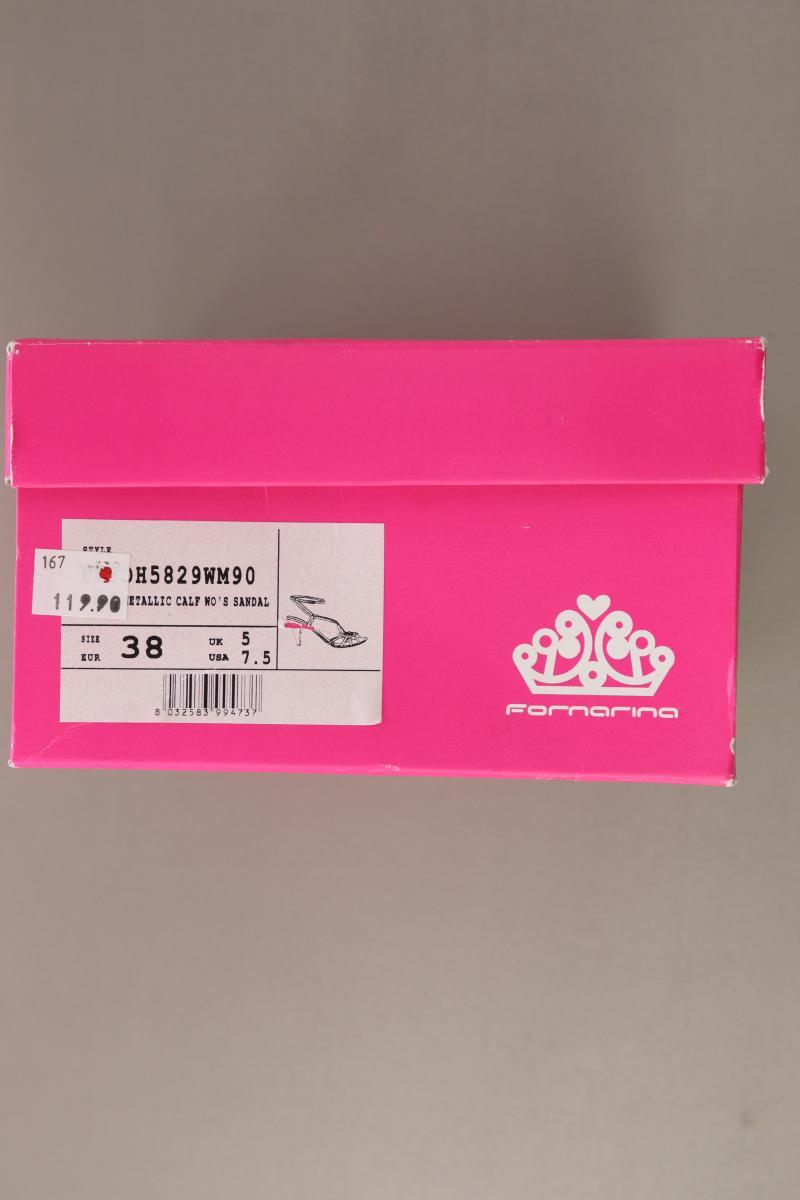 STYLE
167
DH5829WM90
119.90
METALLIC CALF WO'S SANDAL
SIZE
EUR
38
UK 5
USA 7.5
8 032583 994737
Fornarina